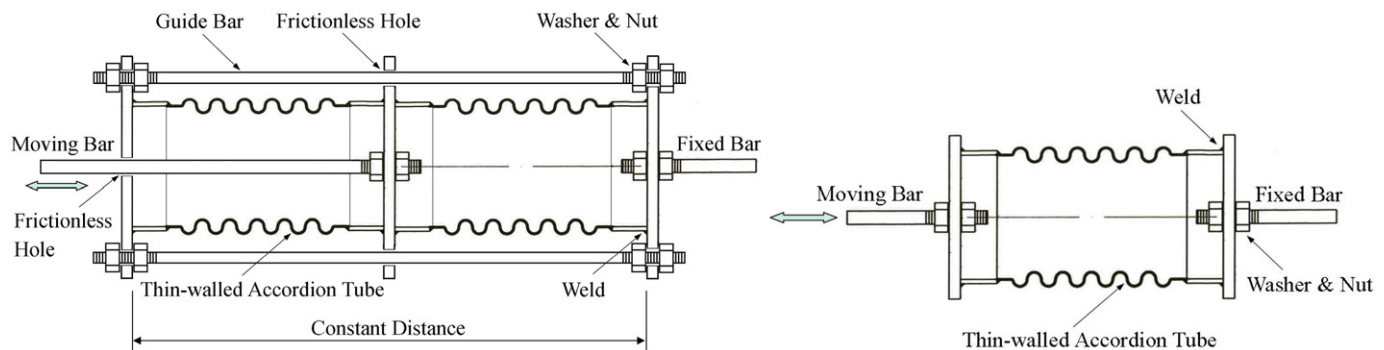 Guide Bar
Frictionless Hole
Washer & Nut
Moving Bar
Fixed Bar
Frictionless
Hole
Thin-walled Accordion Tube
Weld
Constant Distance
Weld
Moving Bar
Fixed Bar
Washer & Nut
Thin-walled Accordion Tube